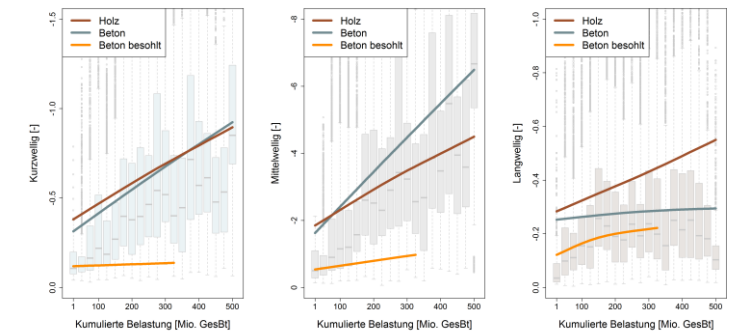 Holz
Beton
Beton besohlt
Kurzwellig [-]
-1.5
-1.0
-0.5
0.0
1 100 200 300 400 500
Kumulierte Belastung [Mio. GesBt]
Holz
Beton
Beton besohlt
Mittelwellig [-]
-8
-6
-4
-2
0
1 100 200 300 400 500
Kumulierte Belastung [Mio. GesBt]
Holz
Beton
Beton besohlt
Langwellig [-]
-1.0
-0.8
-0.6
-0.4
-0.2
0.0
1 100 200 300 400 500
Kumulierte Belastung [Mio. GesBt]